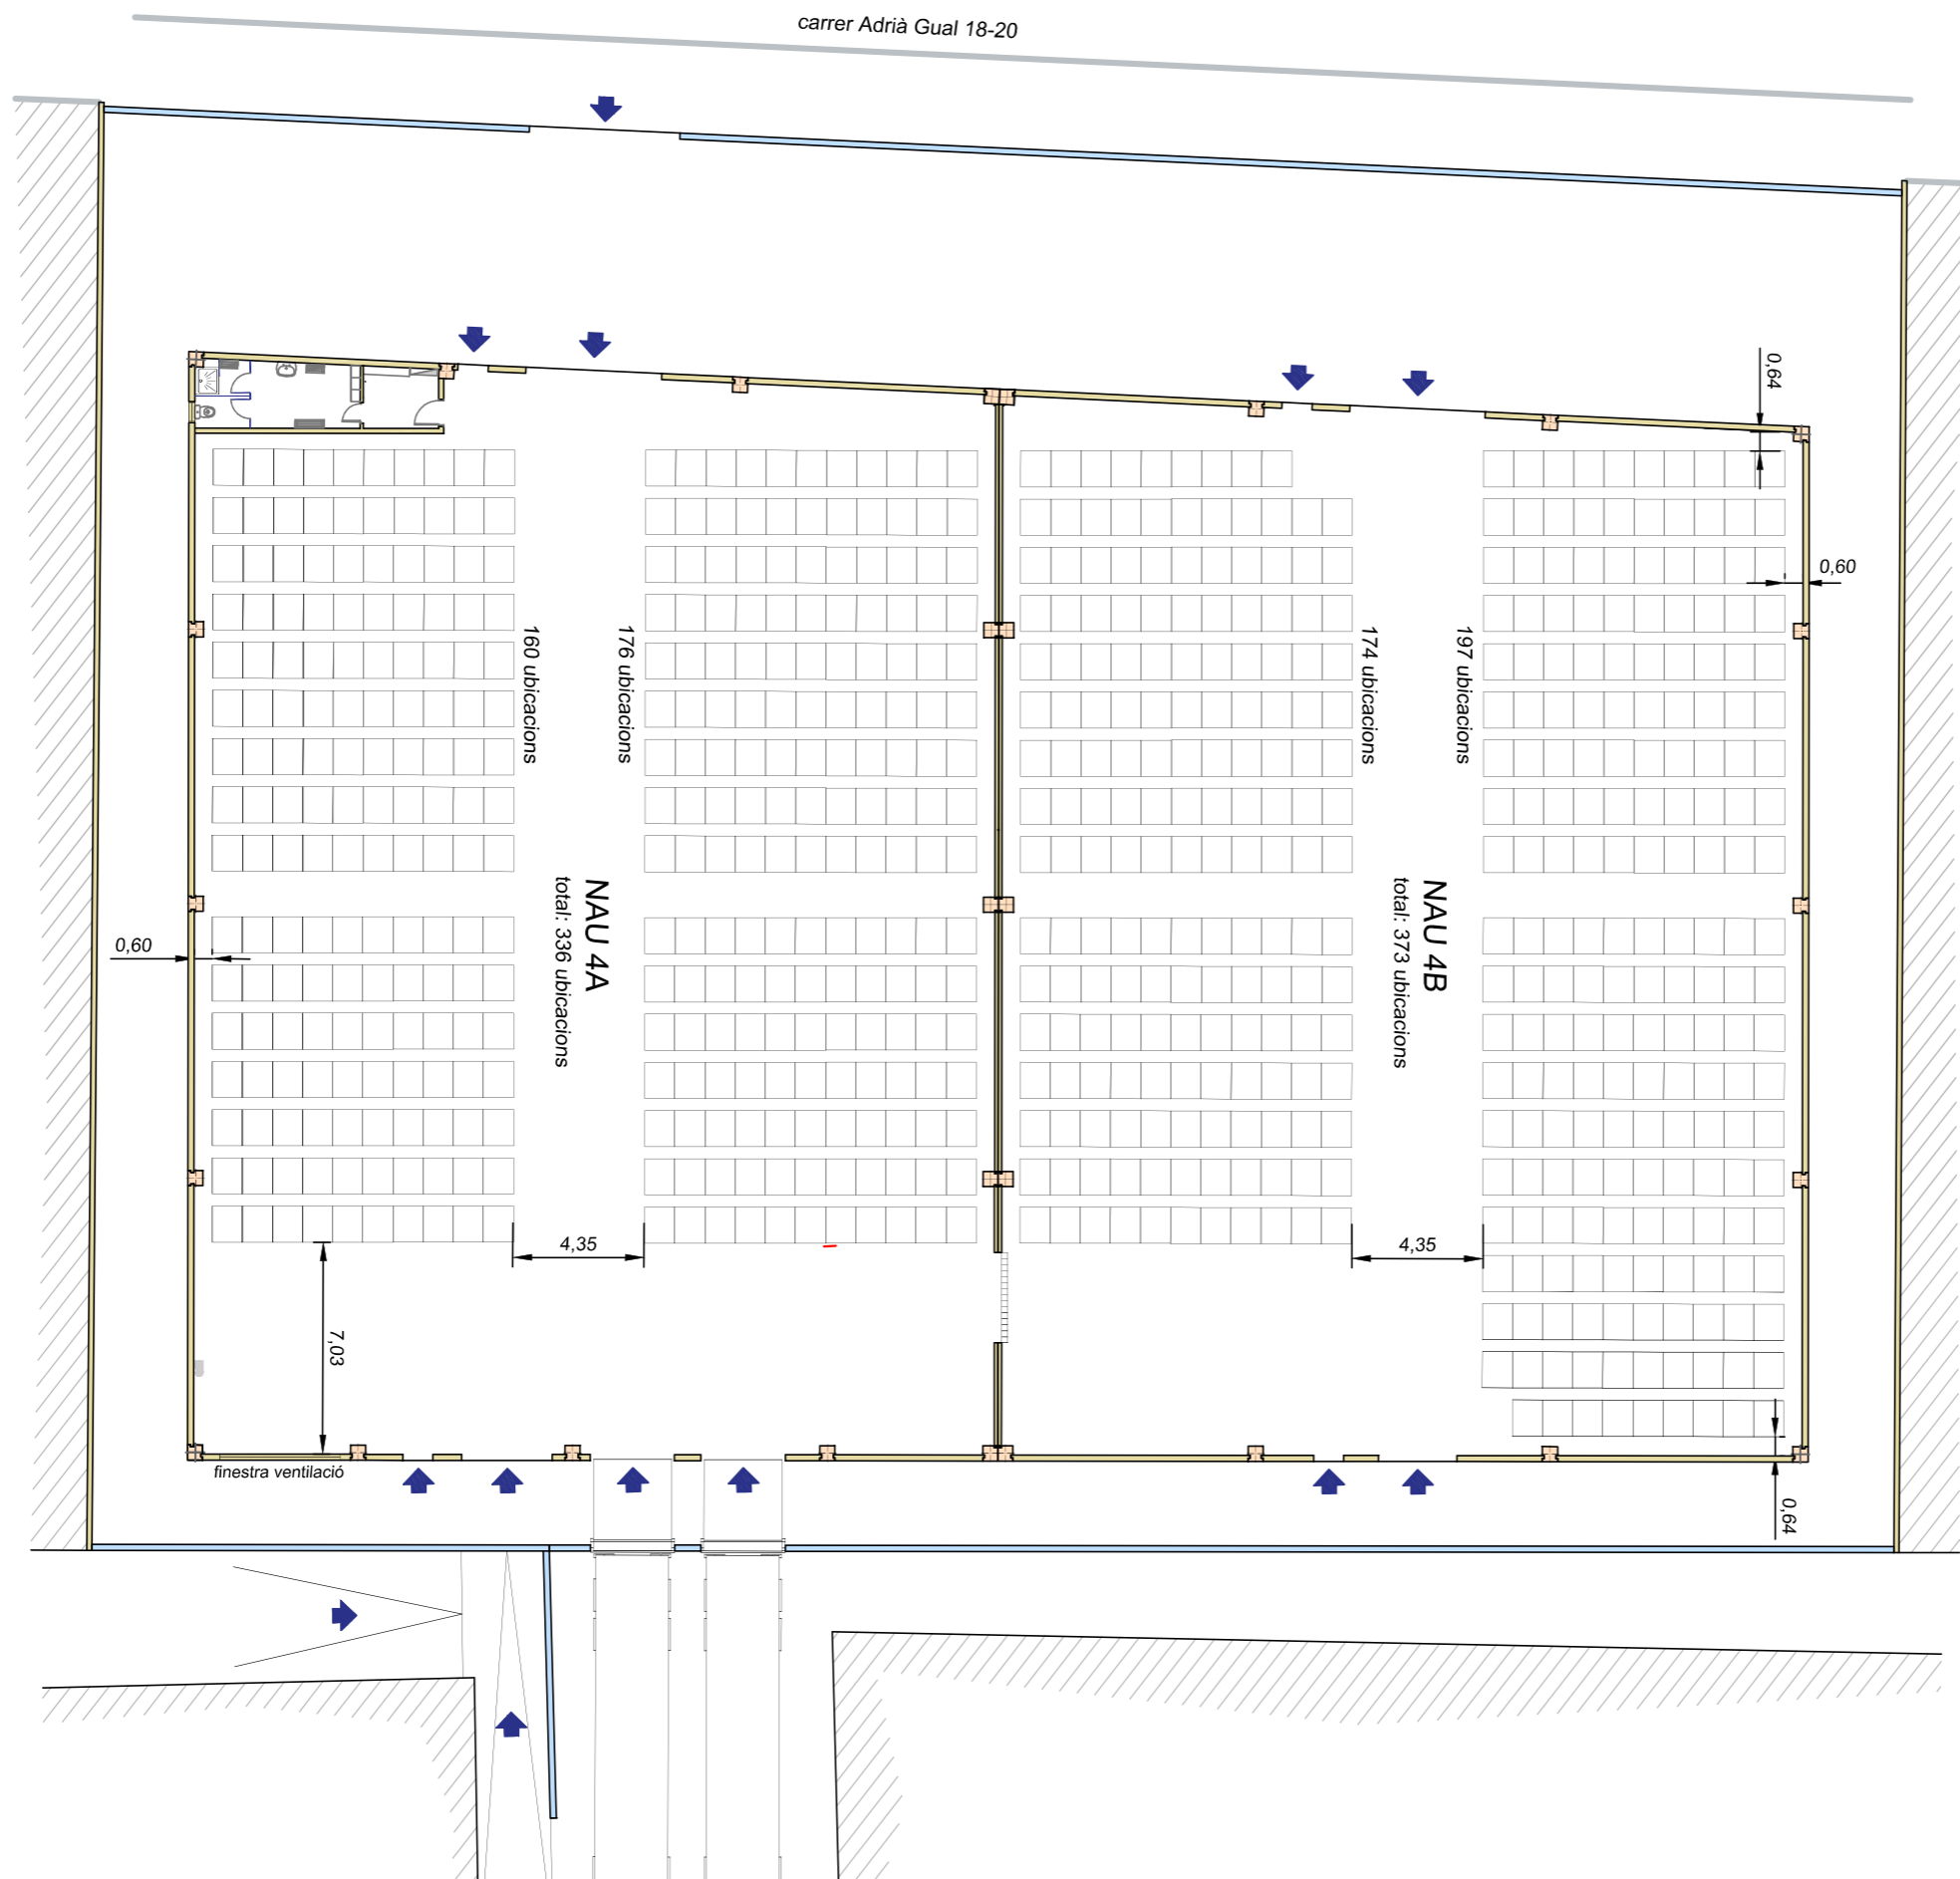 carrer Adrià Gual 18-20
0,64
0,60
160 ubicacions
176 ubicacions
174 ubicacions
197 ubicacions
NAU 4A
total: 336 ubicacions
NAU 4B
total: 373 ubicacions
0,60
4,35
4,35
7,03
finestra ventilació
0,64